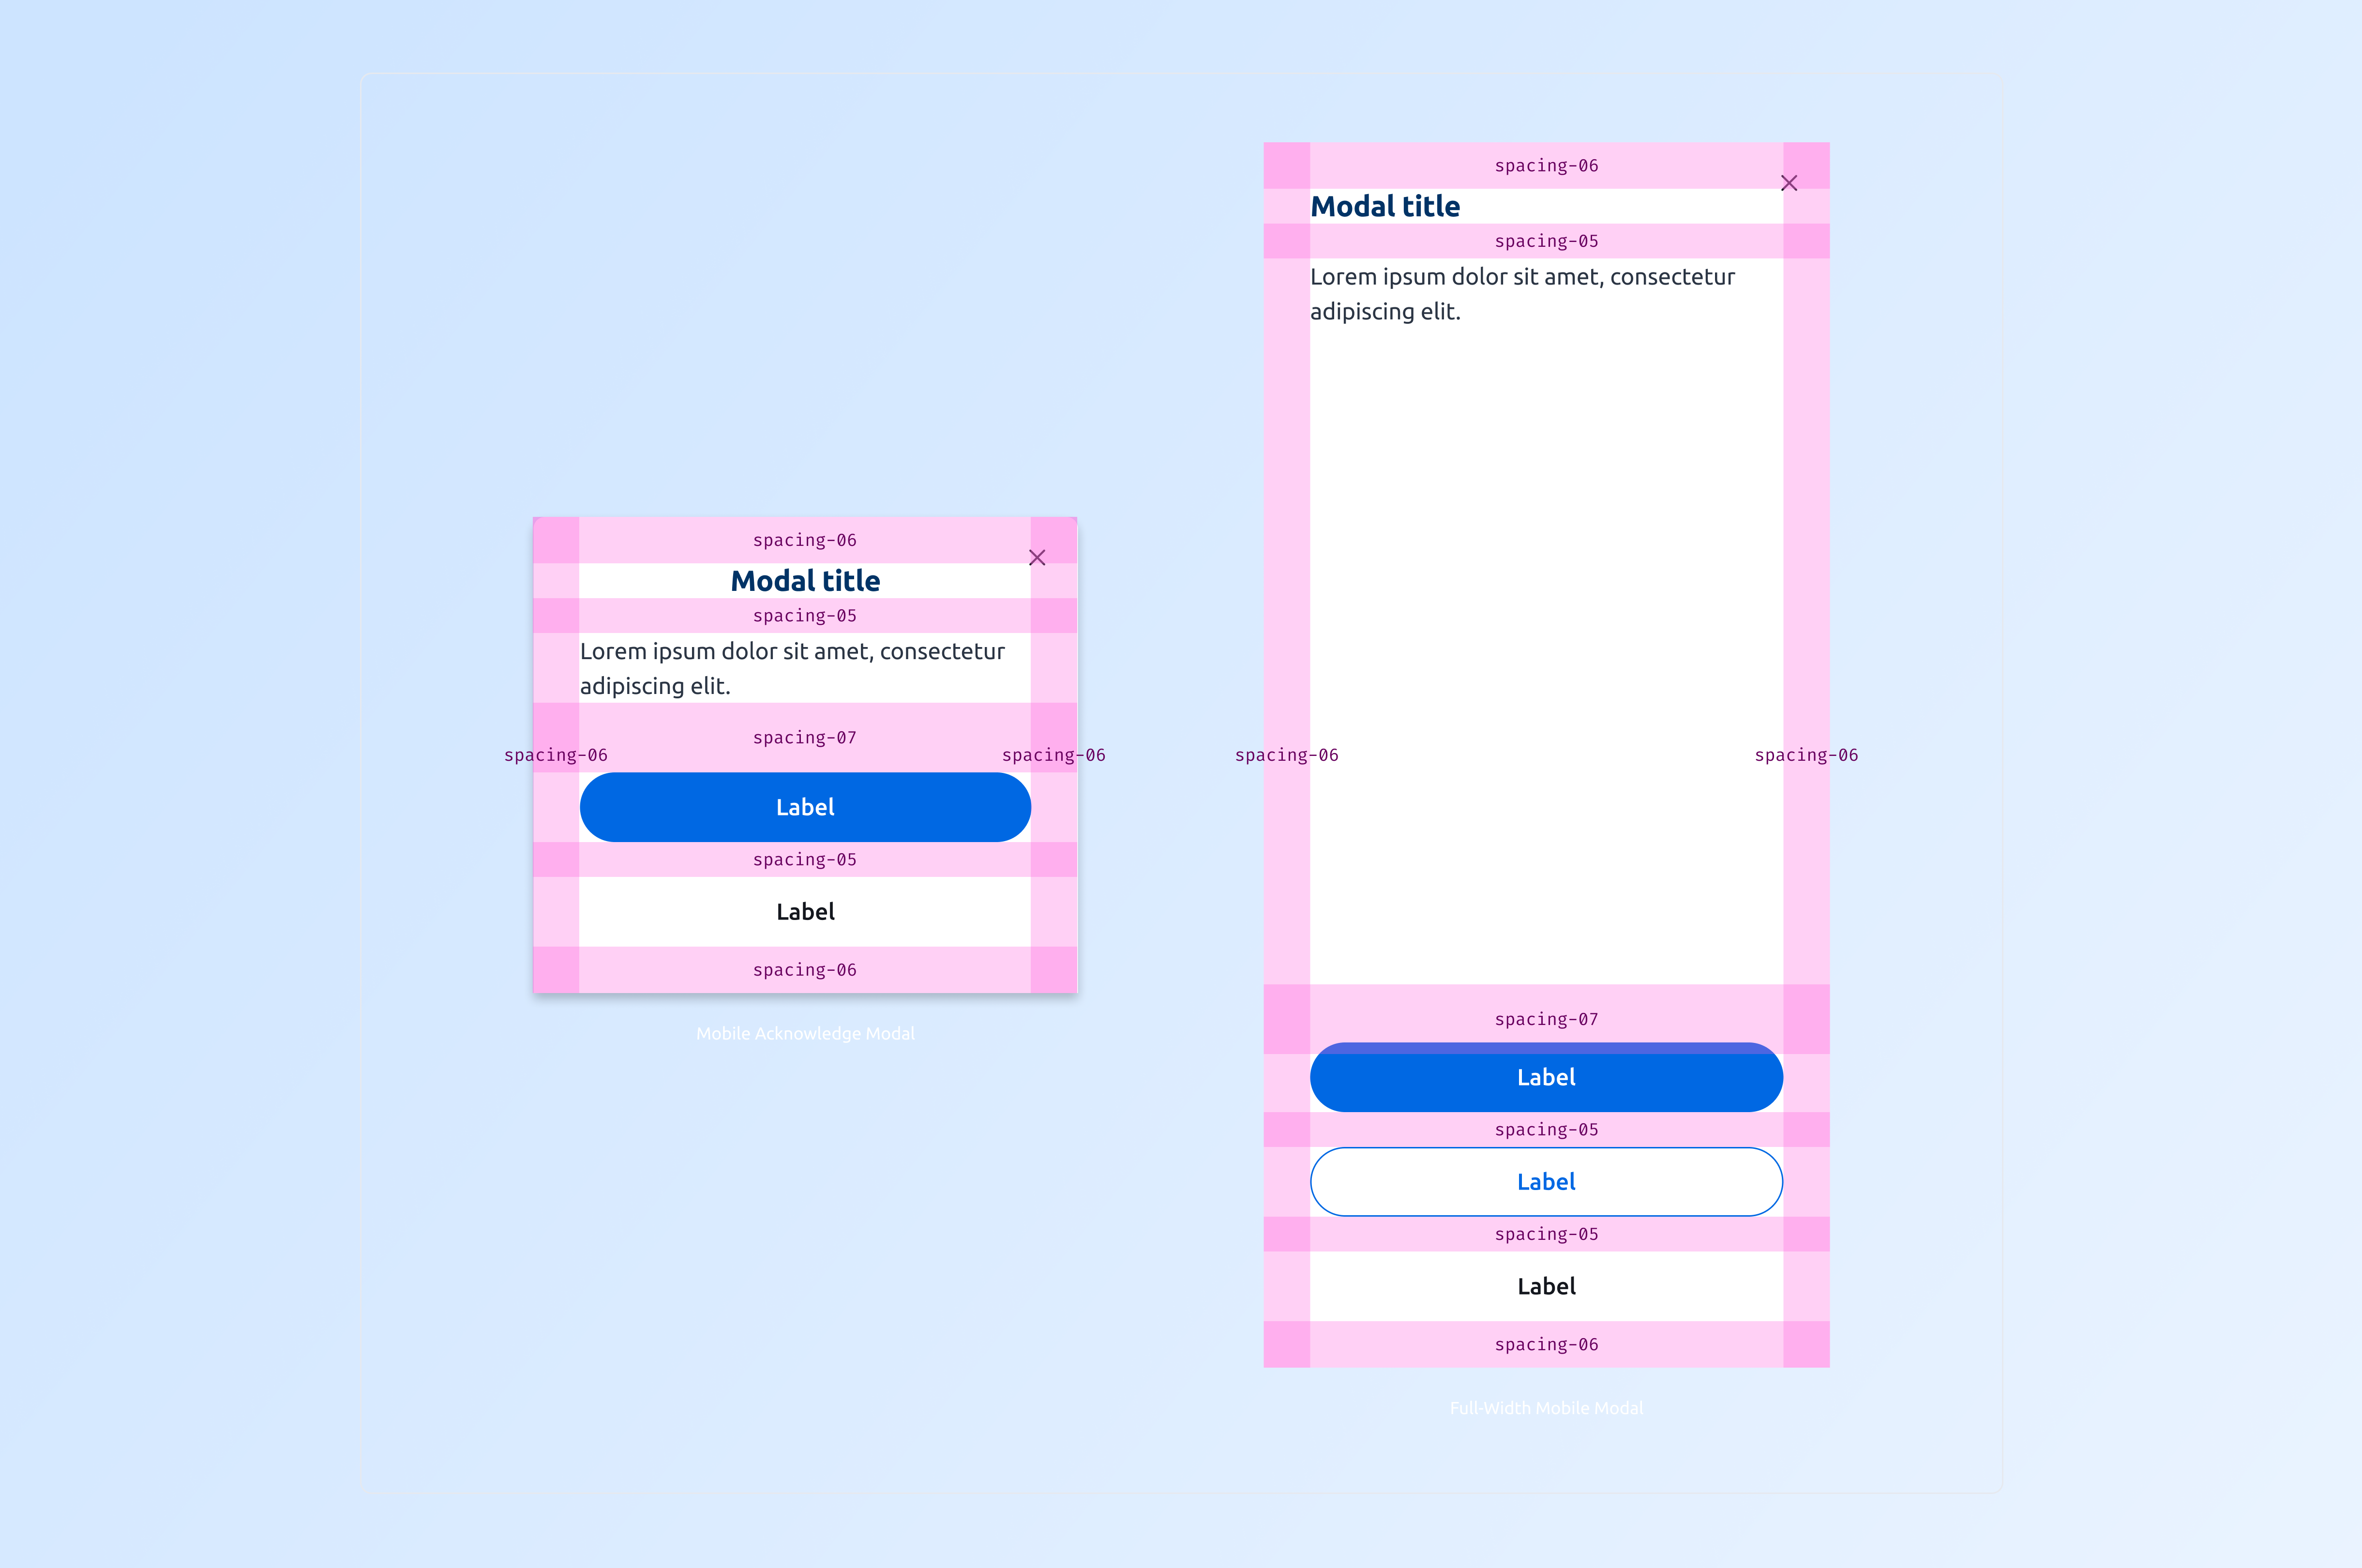 spacing-06
Modal title
spacing-05
Lorem ipsum dolor sit amet, consectetur
adipiscing elit.
spacing-07
spacing-06
spacing-06
Label
spacing-05
Label
spacing-06
Mobile Acknowledge Modal
spacing-06
Modal title
spacing-05
Lorem ipsum dolor sit amet, consectetur
adipiscing elit.
spacing-06
spacing-06
spacing-07
Label
spacing-05
Label
spacing-05
Label
spacing-06
Full-Width Mobile Modal